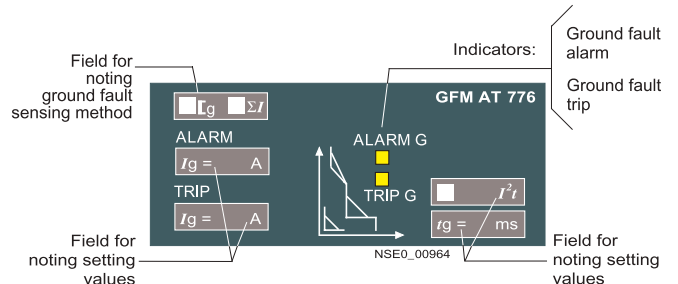 Indicators:
Ground fault
alarm
Ground fault
trip
Field for
noting
ground fault
sensing method
GFM AT 776
g ΣI
ALARM
Ig = A
TRIP
Ig = A
ALARM G
TRIP G
I²t
tg = ms
NSE0_00964
Field for
noting setting
values
Field for
noting setting
values